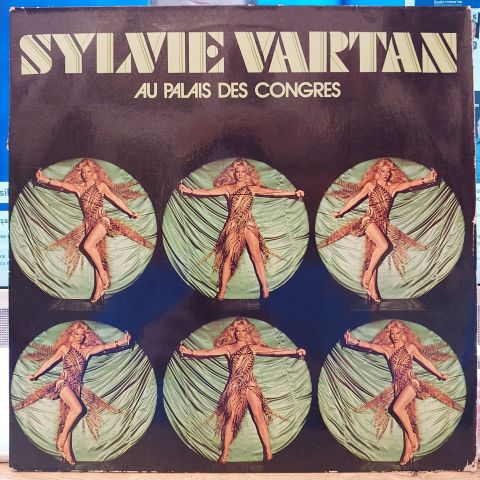 SYLVIE VARTAN
AU PALAIS DES CONGRES